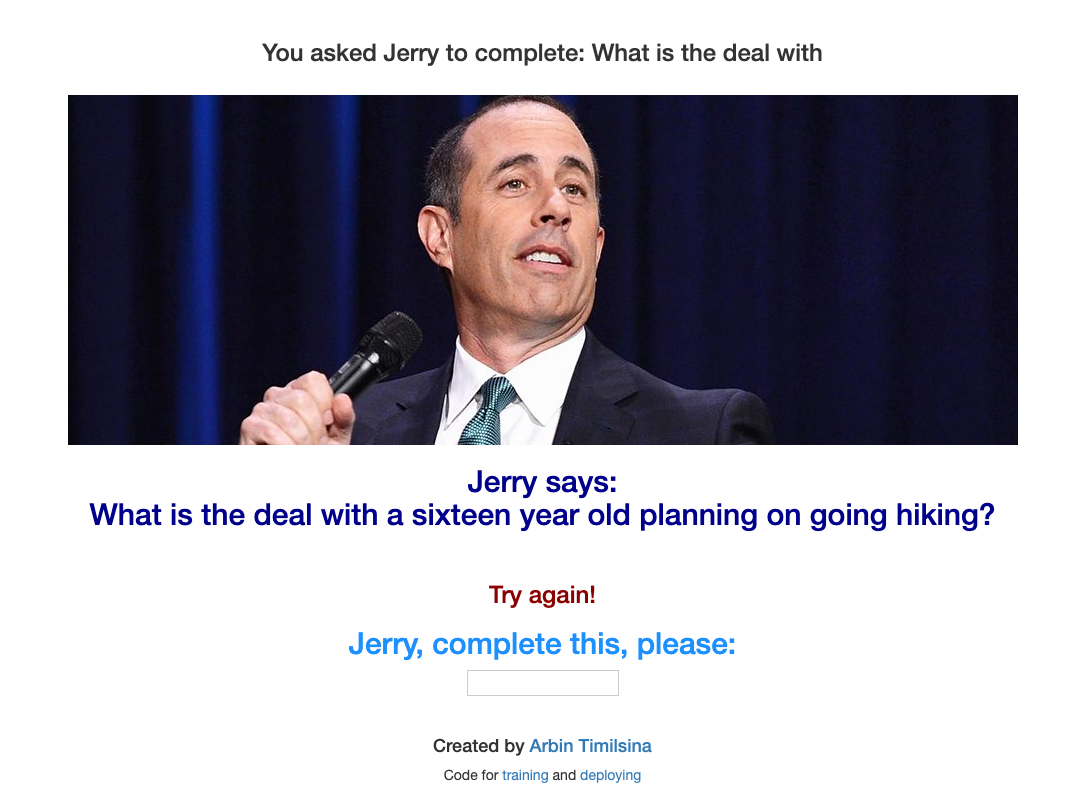 You asked Jerry to complete: What is the deal with
Jerry says:
What is the deal with a sixteen year old planning on going hiking?
Try again!
Jerry, complete this, please:
Created by Arbin Timilsina
Code for training and deploying